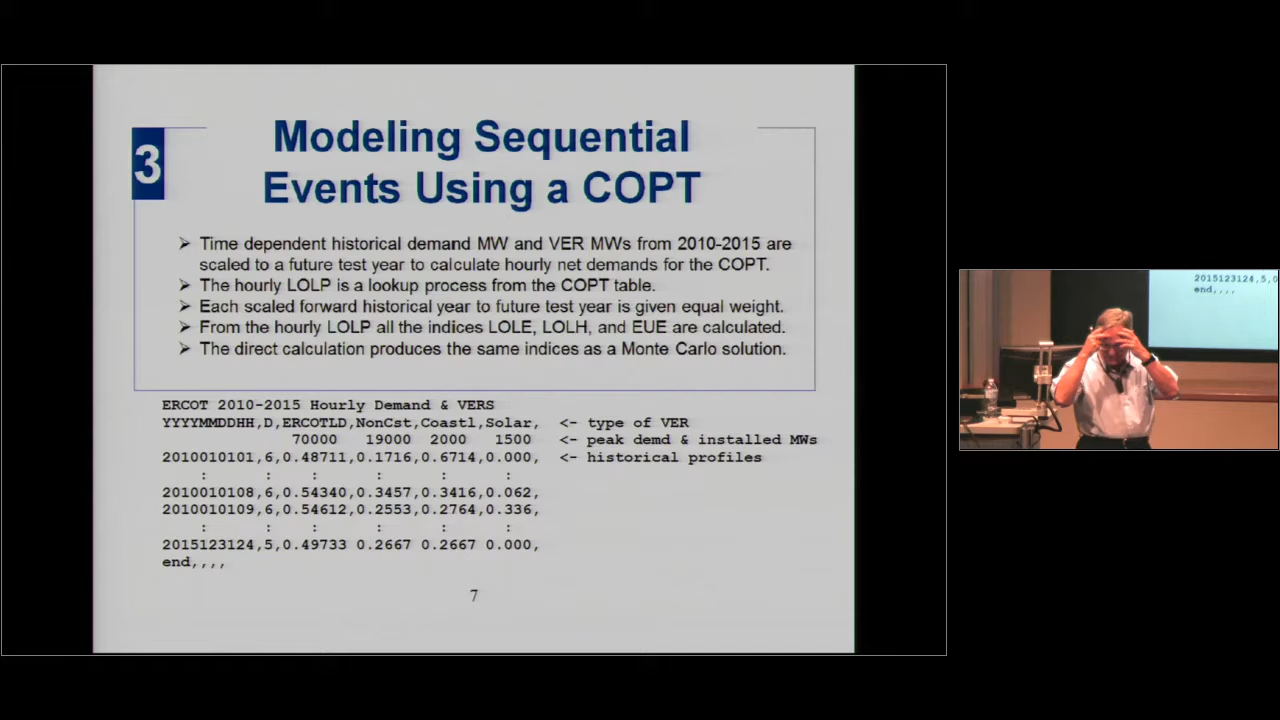 3
Modeling Sequential
Events Using a COPT
➢ Time dependent historical demand MW and VER MWs from 2010-2015 are
scaled to a future test year to calculate hourly net demands for the COPT.
➢ The hourly LOLP is a lookup process from the COPT table.
➢ Each scaled forward historical year to future test year is given equal weight.
➢ From the hourly LOLP all the indices LOLE, LOLH, and EUE are calculated.
➢ The direct calculation produces the same indices as a Monte Carlo solution.
ERCOT 2010-2015 Hourly Demand & VERS
YYYYMMDDHH,D,ERCOTLD,NonCst,Coastl,Solar, <- type of VER
70000 19000 2000 1500 <- peak demd & installed MWs
2010010101,6,0.48711,0.1716,0.6714,0.000, <- historical profiles
: : : : : :
2010010108,6,0.54340,0.3457,0.3416,0.062,
2010010109,6,0.54612,0.2553,0.2764,0.336,
: : : : : :
2015123124,5,0.49733 0.2667 0.2667 0.000,
end,,,,
7
2015123124,5,0
end,,,,